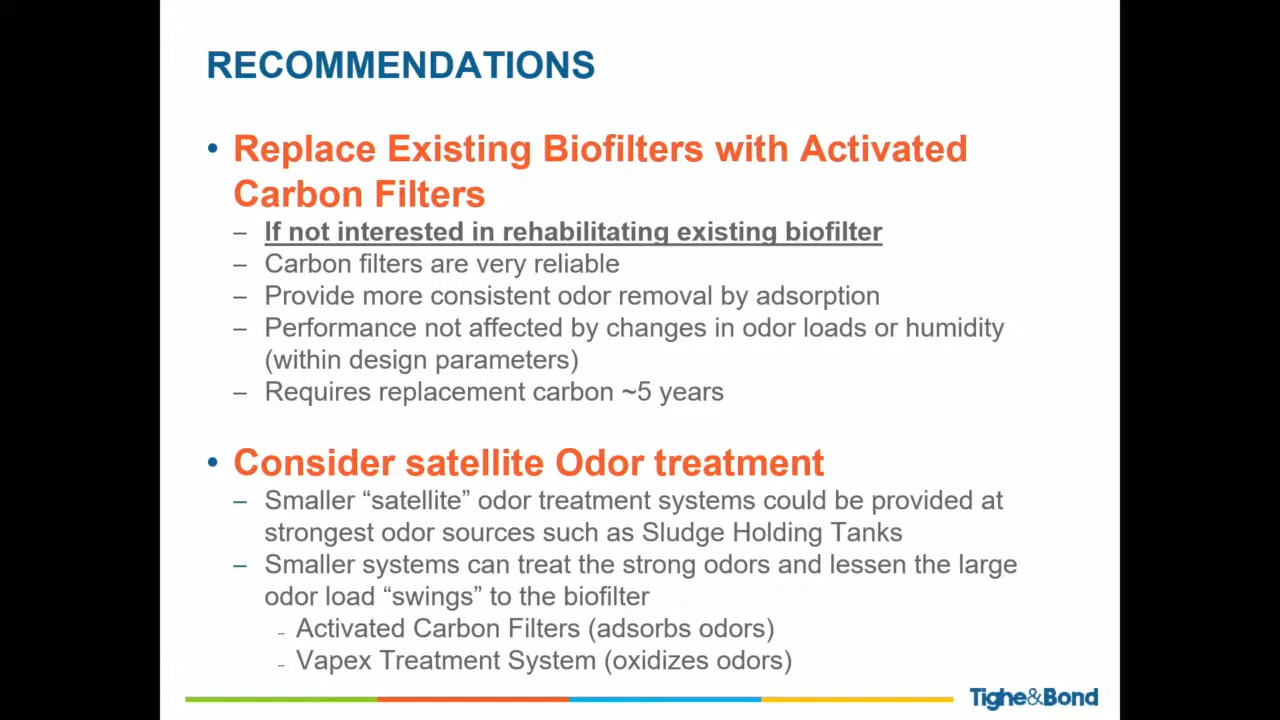 RECOMMENDATIONS
• Replace Existing Biofilters with Activated
Carbon Filters
– If not interested in rehabilitating existing biofilter
– Carbon filters are very reliable
– Provide more consistent odor removal by adsorption
– Performance not affected by changes in odor loads or humidity
(within design parameters)
– Requires replacement carbon ~5 years
• Consider satellite Odor treatment
– Smaller “satellite” odor treatment systems could be provided at
strongest odor sources such as Sludge Holding Tanks
– Smaller systems can treat the strong odors and lessen the large
odor load “swings” to the biofilter
– Activated Carbon Filters (adsorbs odors)
– Vapex Treatment System (oxidizes odors)
Tighe&Bond